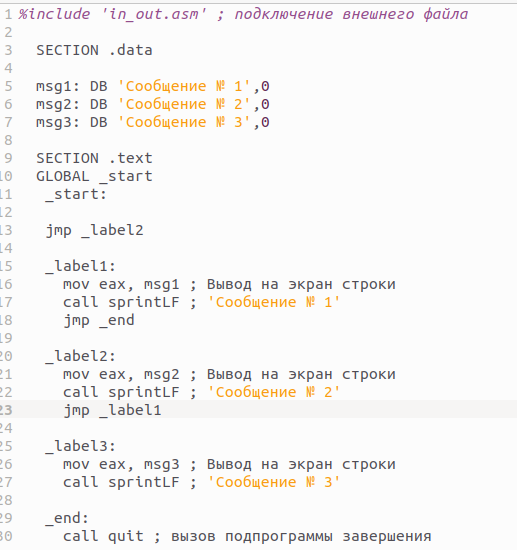 1 %include 'in_out.asm' ; подключение внешнего файла
2
3 SECTION .data
4
5 msg1: DB 'Сообщение № 1',0
6 msg2: DB 'Сообщение № 2',0
7 msg3: DB 'Сообщение № 3',0
8
9 SECTION .text
10 GLOBAL _start
11 _start:
12
13 jmp _label2
14
15 _label1:
16 mov eax, msg1 ; Вывод на экран строки
17 call sprintLF ; 'Сообщение № 1'
18 jmp _end
19
20 _label2:
21 mov eax, msg2 ; Вывод на экран строки
22 call sprintLF ; 'Сообщение № 2'
23 jmp _label1
24
25 _label3:
26 mov eax, msg3 ; Вывод на экран строки
27 call sprintLF ; 'Сообщение № 3'
28
29 _end:
30 call quit ; вызов подпрограммы завершения